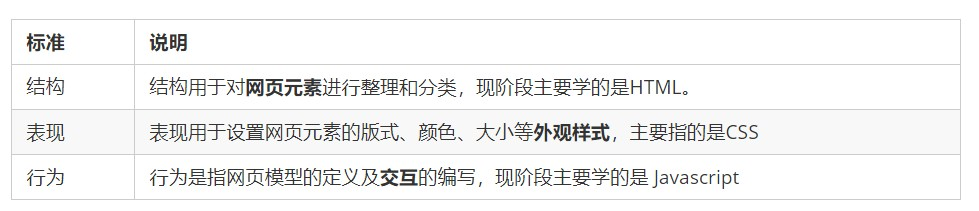 标准 说明
结构 结构用于对网页元素进行整理和分类，现阶段主要学的是HTML。
表现 表现用于设置网页元素的版式、颜色、大小等外观样式，主要指的是CSS
行为 行为是指网页模型的定义及交互的编写，现阶段主要学的是 Javascript